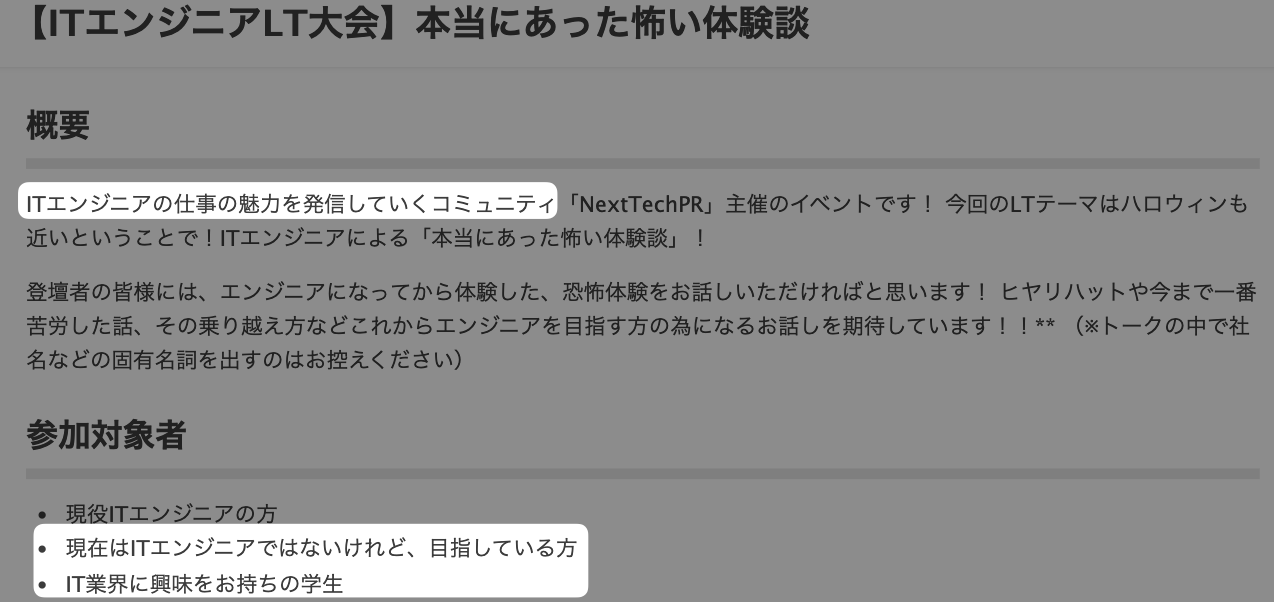 【ITエンジニアLT大会】本当にあった怖い体験談
概要
ITエンジニアの仕事の魅力を発信していくコミュニティ「NextTechPR」主催のイベントです！ 今回のLTテーマはハロウィンも
近いということで！ITエンジニアによる「本当にあった怖い体験談」！
登壇者の皆様には、エンジニアになってから体験した、恐怖体験をお話しいただければと思います！ ヒヤリハットや今まで一番
苦労した話、その乗り越え方などこれからエンジニアを目指す方の為になるお話しを期待しています！！** （※トークの中で社
名などの固有名詞を出すのはお控えください）
参加対象者
• 現役ITエンジニアの方
• 現在はITエンジニアではないけれど、目指している方
• IT業界に興味をお持ちの学生